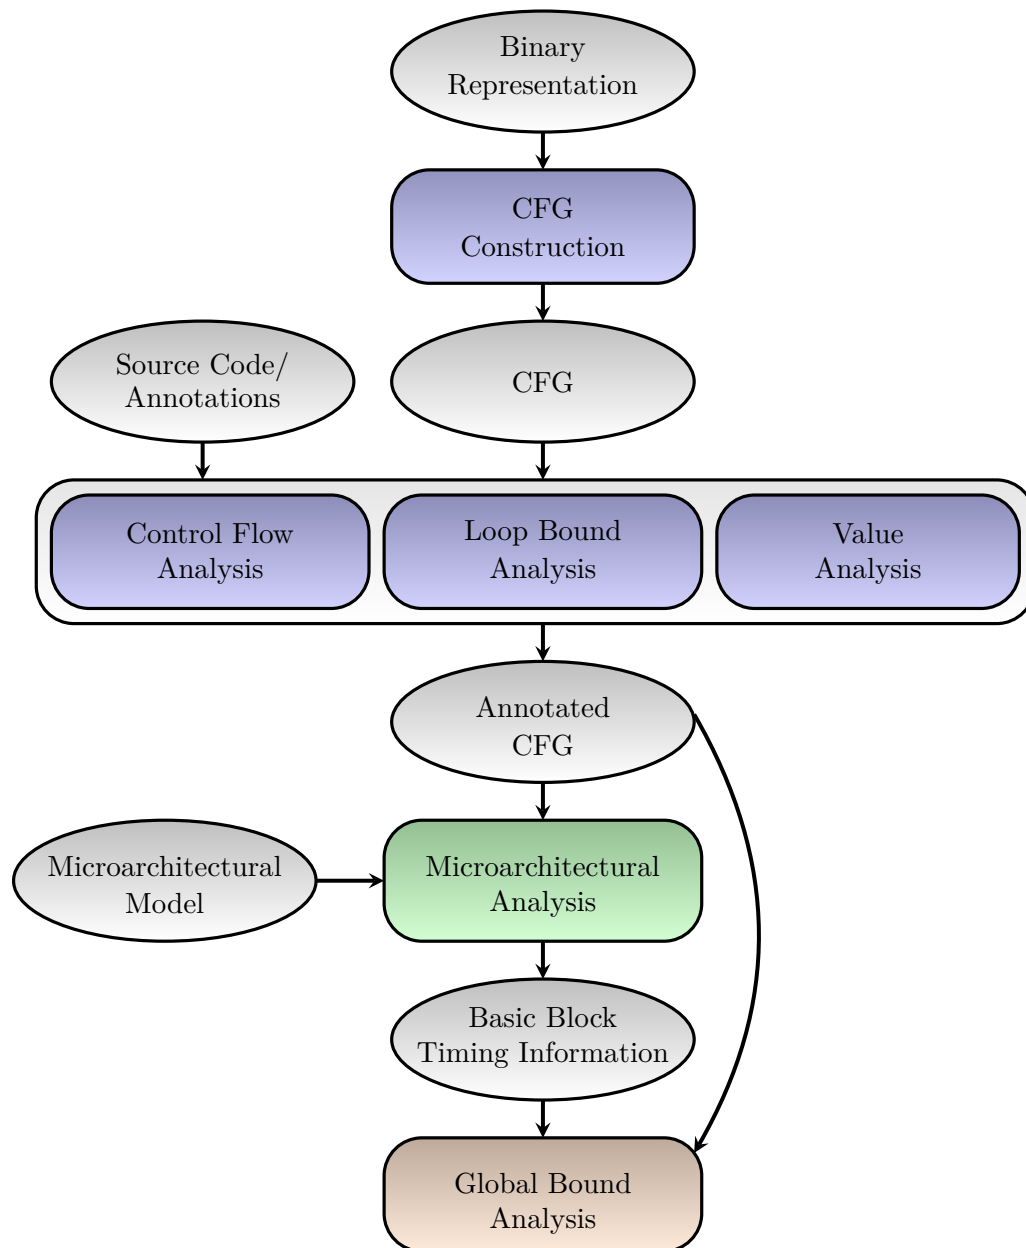 Binary
Representation
CFG
Construction
Source Code/
Annotations
CFG
Control Flow
Analysis
Loop Bound
Analysis
Value
Analysis
Annotated
CFG
Microarchitectural
Model
Microarchitectural
Analysis
Basic Block
Timing Information
Global Bound
Analysis